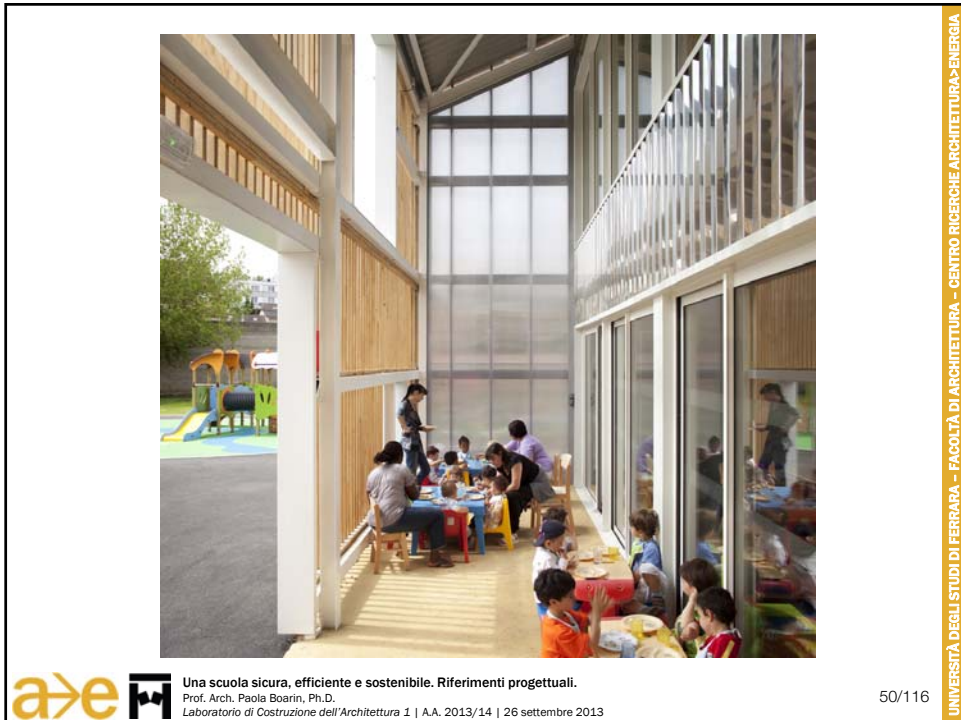 UNIVERSITÀ DEGLI STUDI DI FERRARA – FACOLTÀ DI ARCHITETTURA – CENTRO RICERCHE ARCHITETTURA>ENERGIA
a>e
Una scuola sicura, efficiente e sostenibile. Riferimenti progettuali.
Prof. Arch. Paola Boarin, Ph.D.
Laboratorio di Costruzione dell'Architettura 1 | A.A. 2013/14 | 26 settembre 2013
50/116